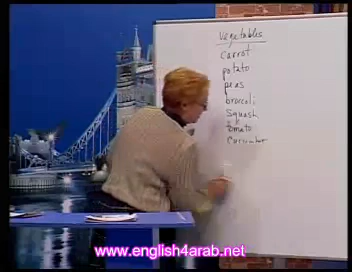 Vegetables
carrot
potato
peas
broccoli
Squash
tomato
Cucumber
www.english4arab.net